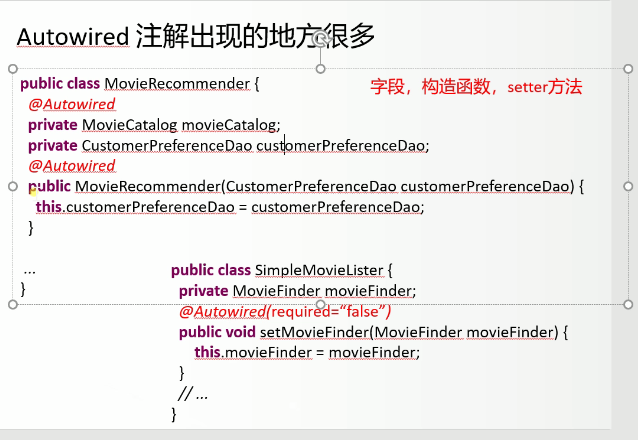 Autowired 注解出现的地方很多
字段，构造函数，setter方法
public class MovieRecommender {
@Autowired
private MovieCatalog movieCatalog;
private CustomerPreferenceDao customerPreferenceDao;
@Autowired
public MovieRecommender(CustomerPreferenceDao customerPreferenceDao) {
this.customerPreferenceDao = customerPreferenceDao;
}
...
}
public class SimpleMovieLister {
private MovieFinder movieFinder;
@Autowired(required=“false”)
public void setMovieFinder(MovieFinder movieFinder) {
this.movieFinder = movieFinder;
}
// ...
}